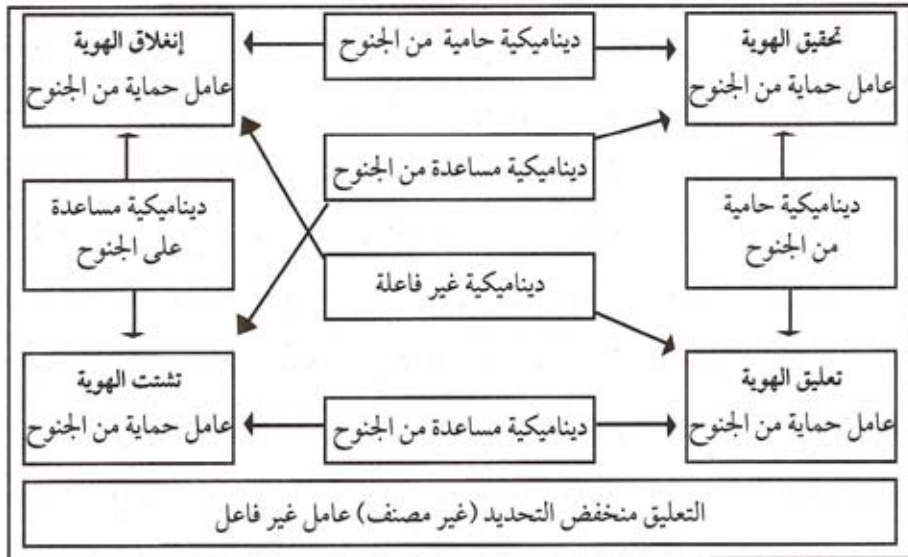 تحقيق الهوية
عامل حماية من الجنوح
ديناميكية حامية من الجنوح
إنغلاق الهوية
عامل حماية من الجنوح
ديناميكية مساعدة من الجنوح
ديناميكية حامية
من الجنوح
ديناميكية مساعدة
على الجنوح
ديناميكية غير فاعلة
تعليق الهوية
عامل حماية من الجنوح
ديناميكية مساعدة من الجنوح
تشتت الهوية
عامل حماية من الجنوح
التعليق منخفض التحديد (غير مصنف) عامل غير فاعل